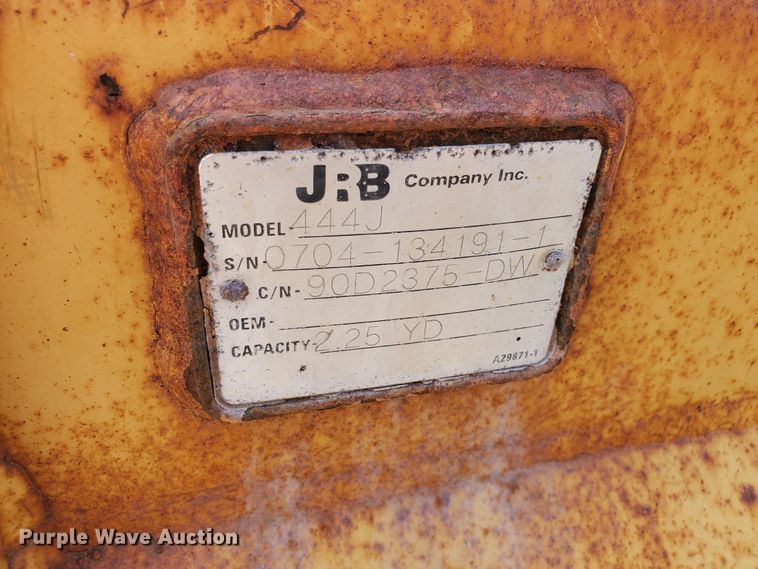 JRB Company Inc.
MODEL- 444J
S/N- 0704-134191-1
C/N- 90D2375-DW
OEM-
CAPACITY- 2.25 YD
A29871-1
Purple Wave Auction